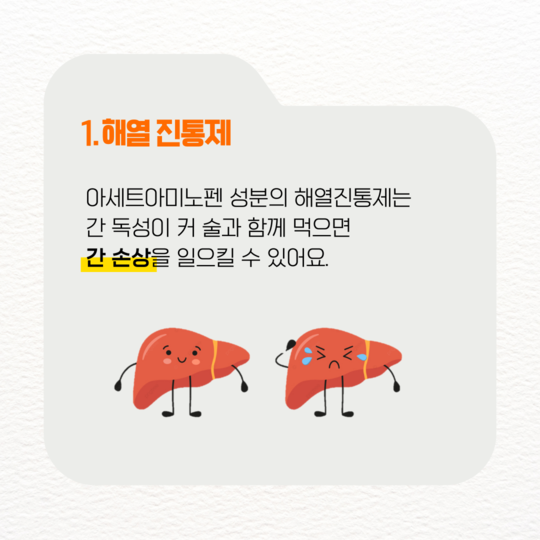 1. 해열 진통제
아세트아미노펜 성분의 해열진통제는
간 독성이 커 술과 함께 먹으면
간 손상을 일으킬 수 있어요.